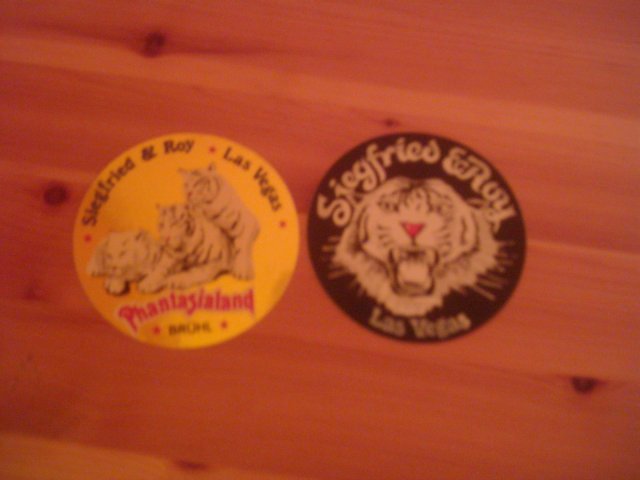 Siegfried & Roy * Las Vegas
Phantasialand
* BRÜHL *
Siegfried & Roy
Las Vegas